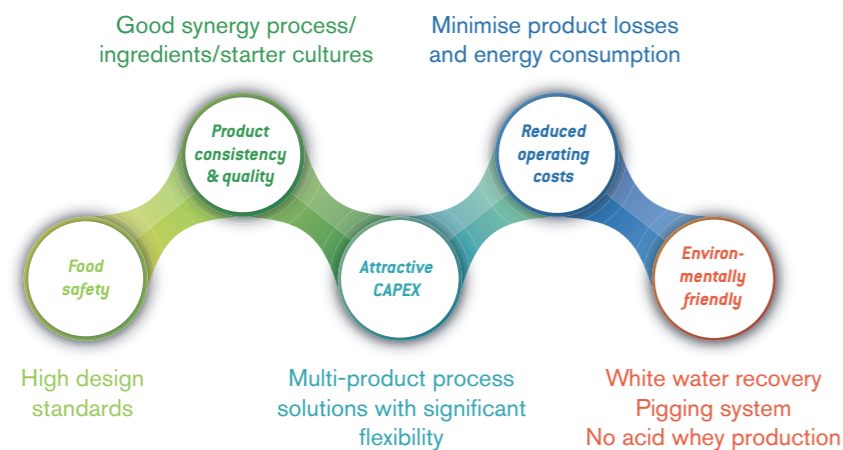 Good synergy process/
ingredients/starter cultures
Minimise product losses
and energy consumption
Product
consistency
& quality
Reduced
operating
costs
Food
safety
Attractive
CAPEX
Environ-
mentally
friendly
High design
standards
Multi-product process
solutions with significant
flexibility
White water recovery
Pigging system
No acid whey production